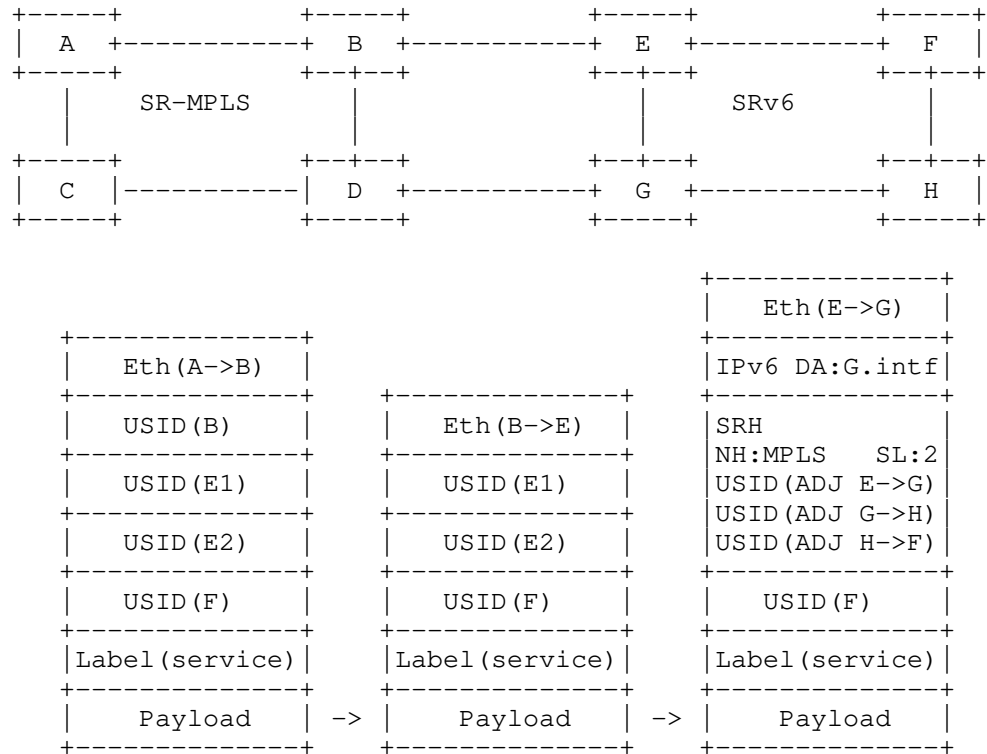 A B E F
SR-MPLS SRv6
C D G H
Eth(E->G)
Eth(A->B) IPv6 DA:G.intf
USID(B) Eth(B->E) SRH
NH:MPLS SL:2
USID(E1) USID(E1) USID(ADJ E->G)
USID(ADJ G->H)
USID(E2) USID(E2) USID(ADJ H->F)
USID(F) USID(F) USID(F)
Label(service) Label(service) Label(service)
Payload -> Payload -> Payload